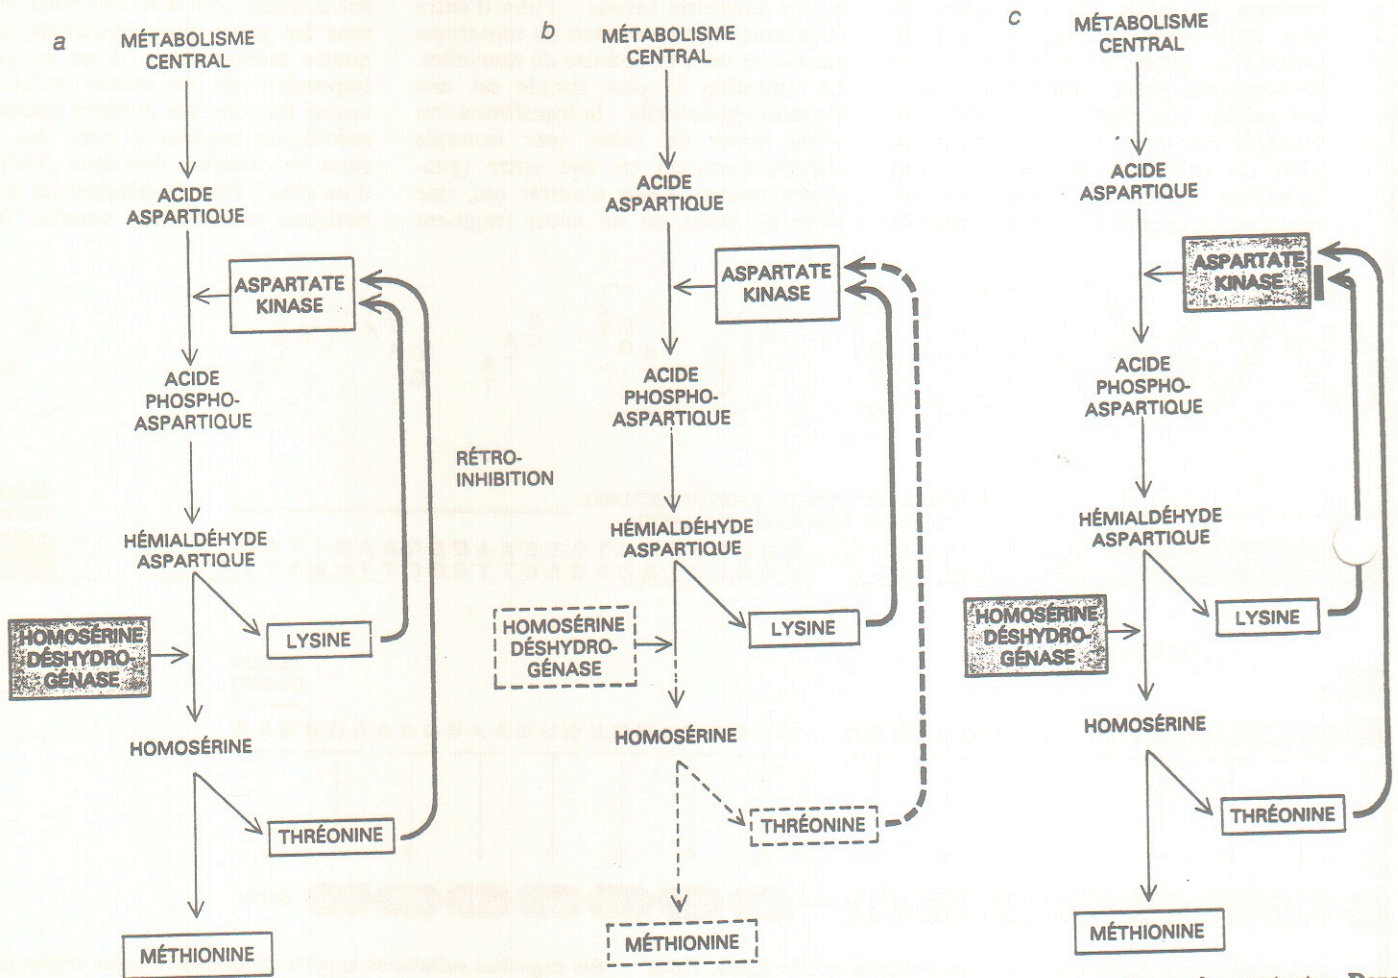 a
MÉTABOLISME
CENTRAL
ACIDE
ASPARTIQUE
ASPARTATE
KINASE
ACIDE
PHOSPHO-
ASPARTIQUE
RÉTRO-
INHIBITION
HÉMIALDÉHYDE
ASPARTIQUE
HOMOSÉRINE
DÉSHYDRO
GÉNASE
LYSINE
HOMOSÉRINE
THRÉONINE
MÉTHIONINE
b
MÉTABOLISME
CENTRAL
ACIDE
ASPARTIQUE
ASPARTATE
KINASE
ACIDE
PHOSPHO-
ASPARTIQUE
HÉMIALDÉHYDE
ASPARTIQUE
HOMOSÉRINE
DÉSHYDRO-
GÉNASE
LYSINE
HOMOSÉRINE
THRÉONINE
MÉTHIONINE
c
MÉTABOLISME
CENTRAL
ACIDE
ASPARTIQUE
ASPARTATE
KINASE
ACIDE
PHOSPHO-
ASPARTIQUE
HÉMIALDÉHYDE
ASPARTIQUE
HOMOSÉRINE
DÉSHYDRO-
GÉNASE
LYSINE
HOMOSÉRINE
THRÉONINE
MÉTHIONINE